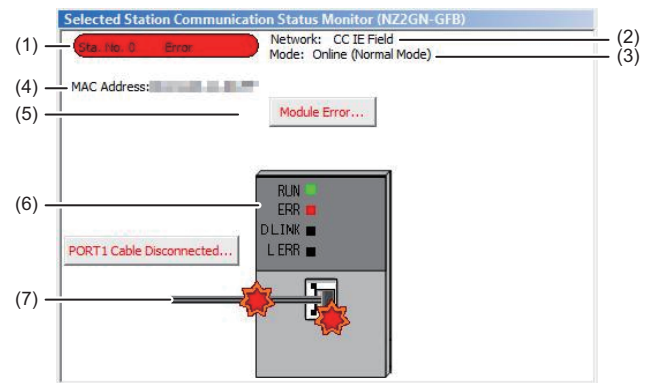 Selected Station Communication Status Monitor (NZ2GN-GFB)
(1) Sta. No. 0 Error
Network: CC IE Field (2)
Mode: Online (Normal Mode) (3)
(4) MAC Address:
(5) Module Error...
(6)
RUN
ERR
D LINK
L ERR
PORT1 Cable Disconnected...
(7)